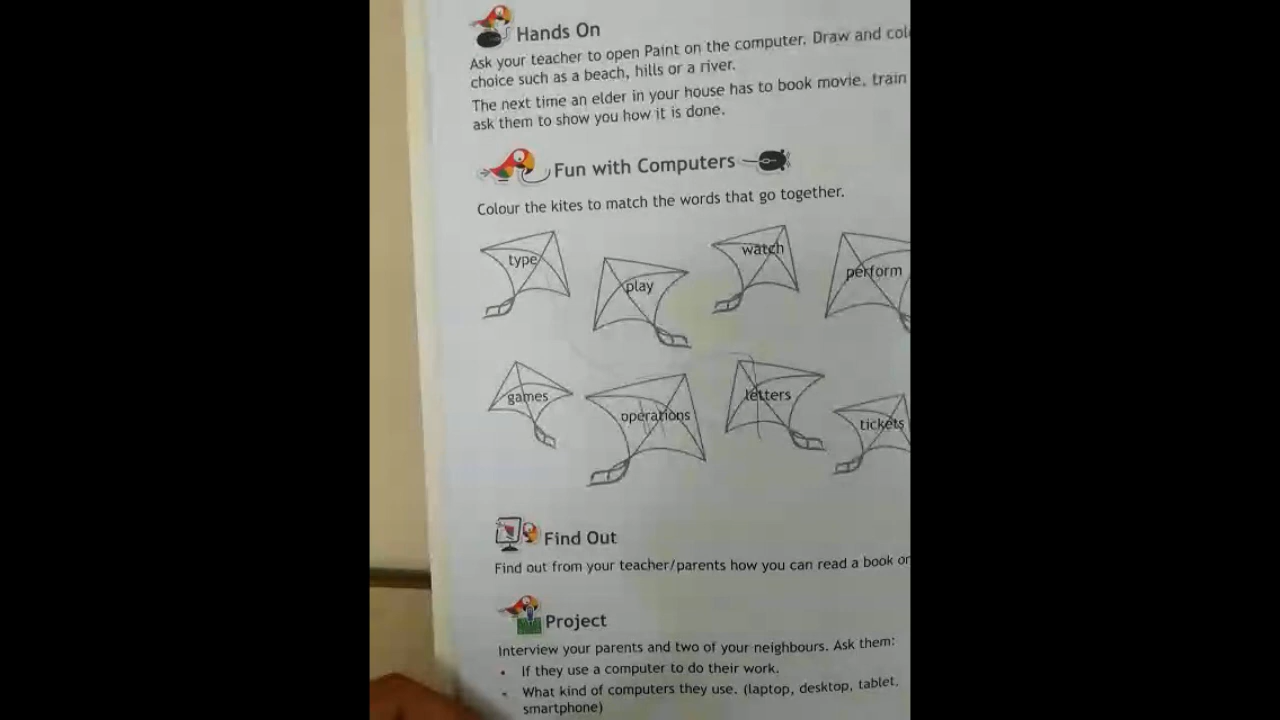 Hands On
Ask your teacher to open Paint on the computer. Draw and
choice such as a beach, hills or a river.
The next time an elder in your house has to book movie, train
ask them to show you how it is done.
Fun with Computers
Colour the kites to match the words that go together.
type
play
watch
perform
games
operations
letters
tickets
Find Out
Find out from your teacher/parents how you can read a book
Project
Interview your parents and two of your neighbours. Ask them:
• If they use a computer to do their work.
• What kind of computers they use. (laptop, desktop, tablet,
smartphone)